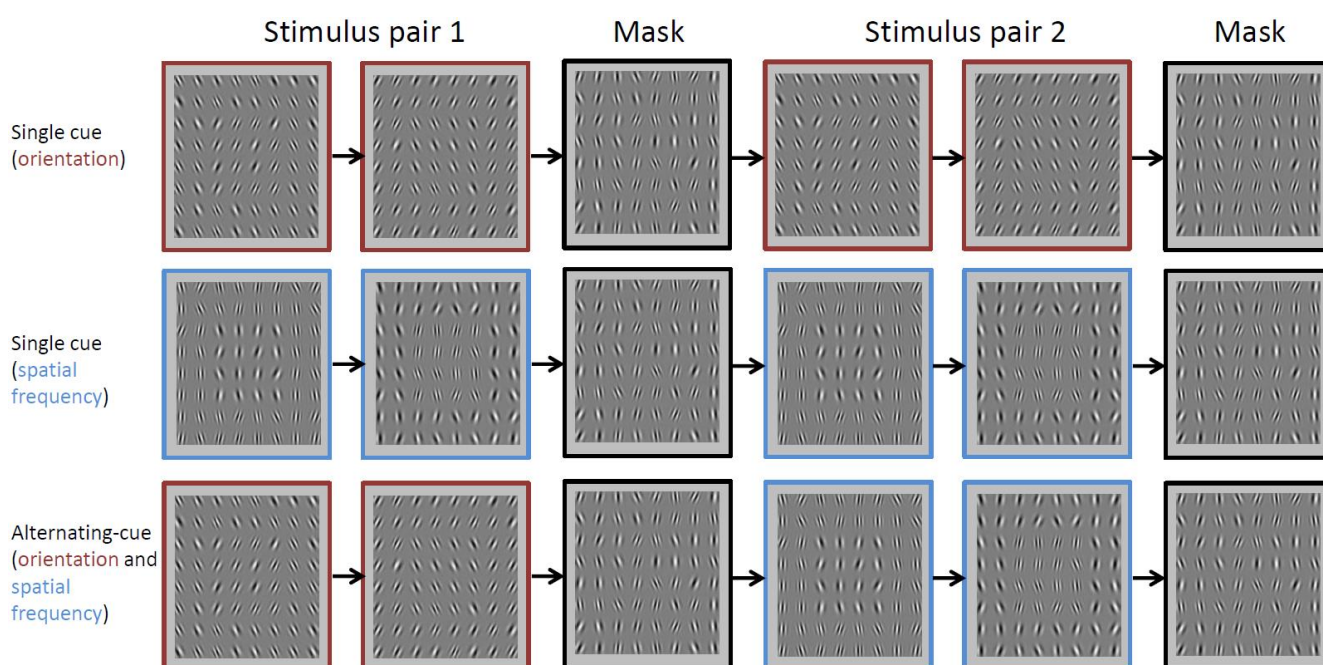 Stimulus pair 1
Mask
Stimulus pair 2
Mask
Single cue
(orientation)
Single cue
(spatial
frequency)
Alternating-cue
(orientation and
spatial
frequency)